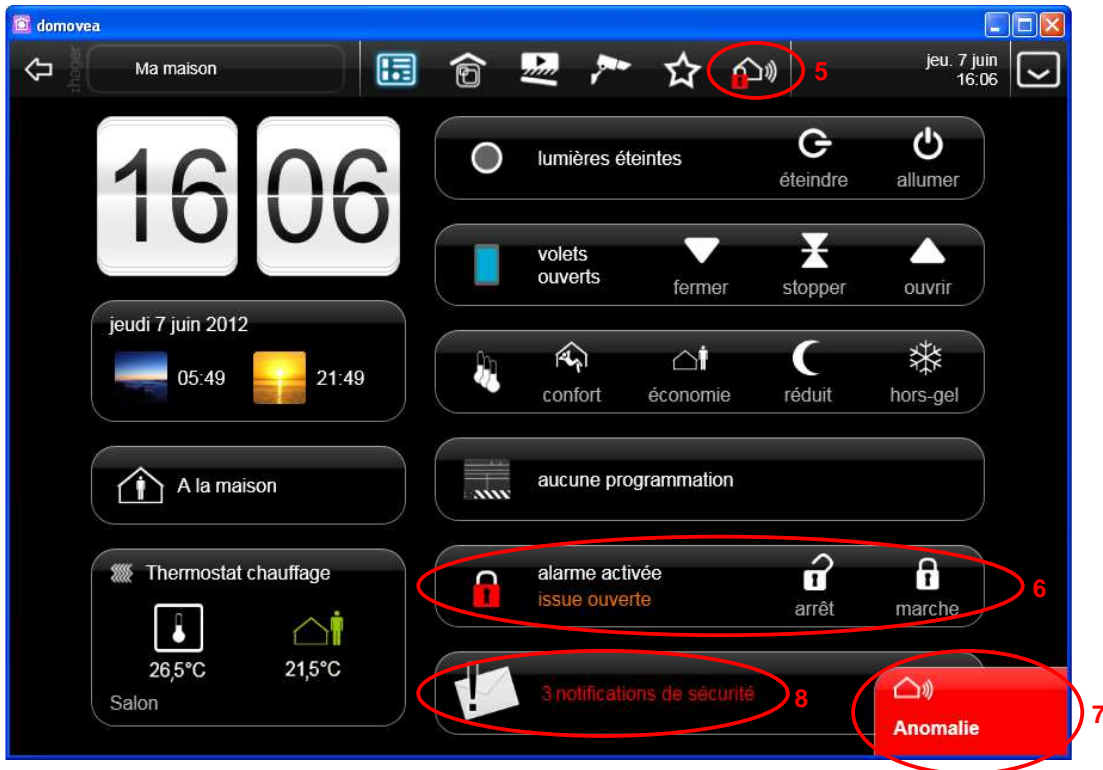 domovea
:hager
Ma maison
5
jeu. 7 juin
16:06
16 06
lumières éteintes
éteindre
allumer
volets
ouverts
fermer
stopper
ouvrir
jeudi 7 juin 2012
05:49
21:49
confort
économie
réduit
hors-gel
A la maison
aucune programmation
Thermostat chauffage
26,5°C
21,5°C
Salon
alarme activée
issue ouverte
arrêt
marche
6
3 notifications de sécurité
8
Anomalie
7